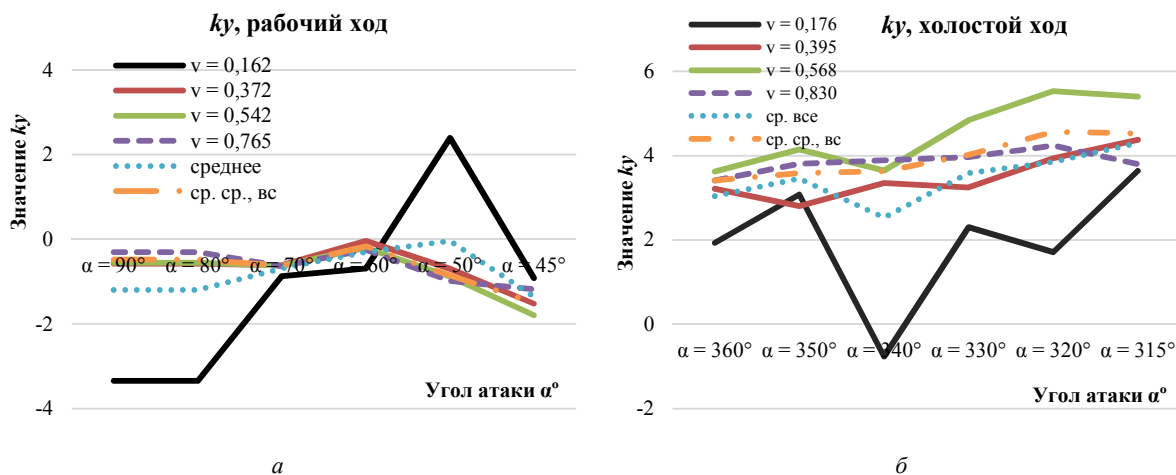 ky, рабочий ход
v = 0,162
v = 0,372
v = 0,542
v = 0,765
среднее
ср. ср., вс
Значение ky
4
2
0
-2
-4
α = 90°
α = 80°
α = 70°
α = 60°
α = 50°
α = 45°
Угол атаки α°
а
ky, холостой ход
v = 0,176
v = 0,395
v = 0,568
v = 0,830
ср. все
ср. ср., вс
Значение ky
6
4
2
0
-2
α = 360°
α = 350°
α = 340°
α = 330°
α = 320°
α = 315°
Угол атаки α°
б